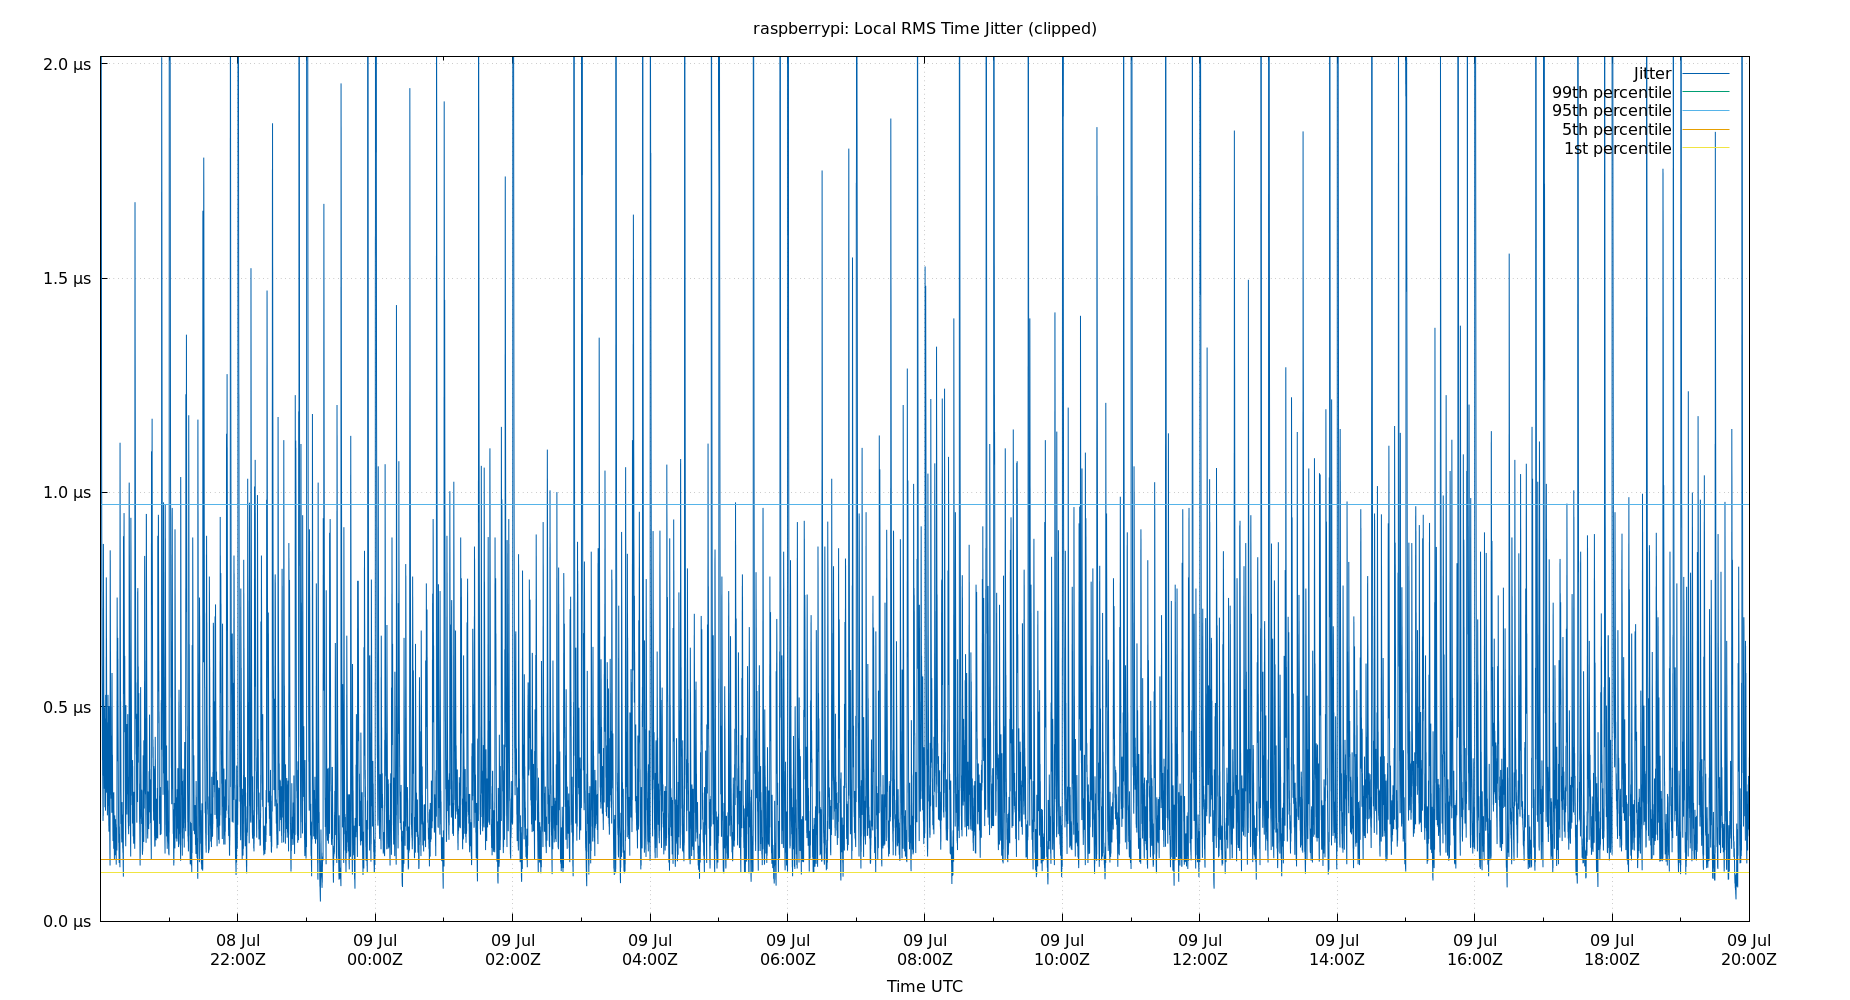 raspberrypi: Local RMS Time Jitter (clipped)
2.0 µs
1.5 µs
1.0 µs
0.5 µs
0.0 µs
Jitter
99th percentile
95th percentile
5th percentile
1st percentile
08 Jul 09 Jul 09 Jul 09 Jul 09 Jul 09 Jul 09 Jul 09 Jul 09 Jul 09 Jul 09 Jul 09 Jul
22:00Z 00:00Z 02:00Z 04:00Z 06:00Z 08:00Z 10:00Z 12:00Z 14:00Z 16:00Z 18:00Z 20:00Z
Time UTC